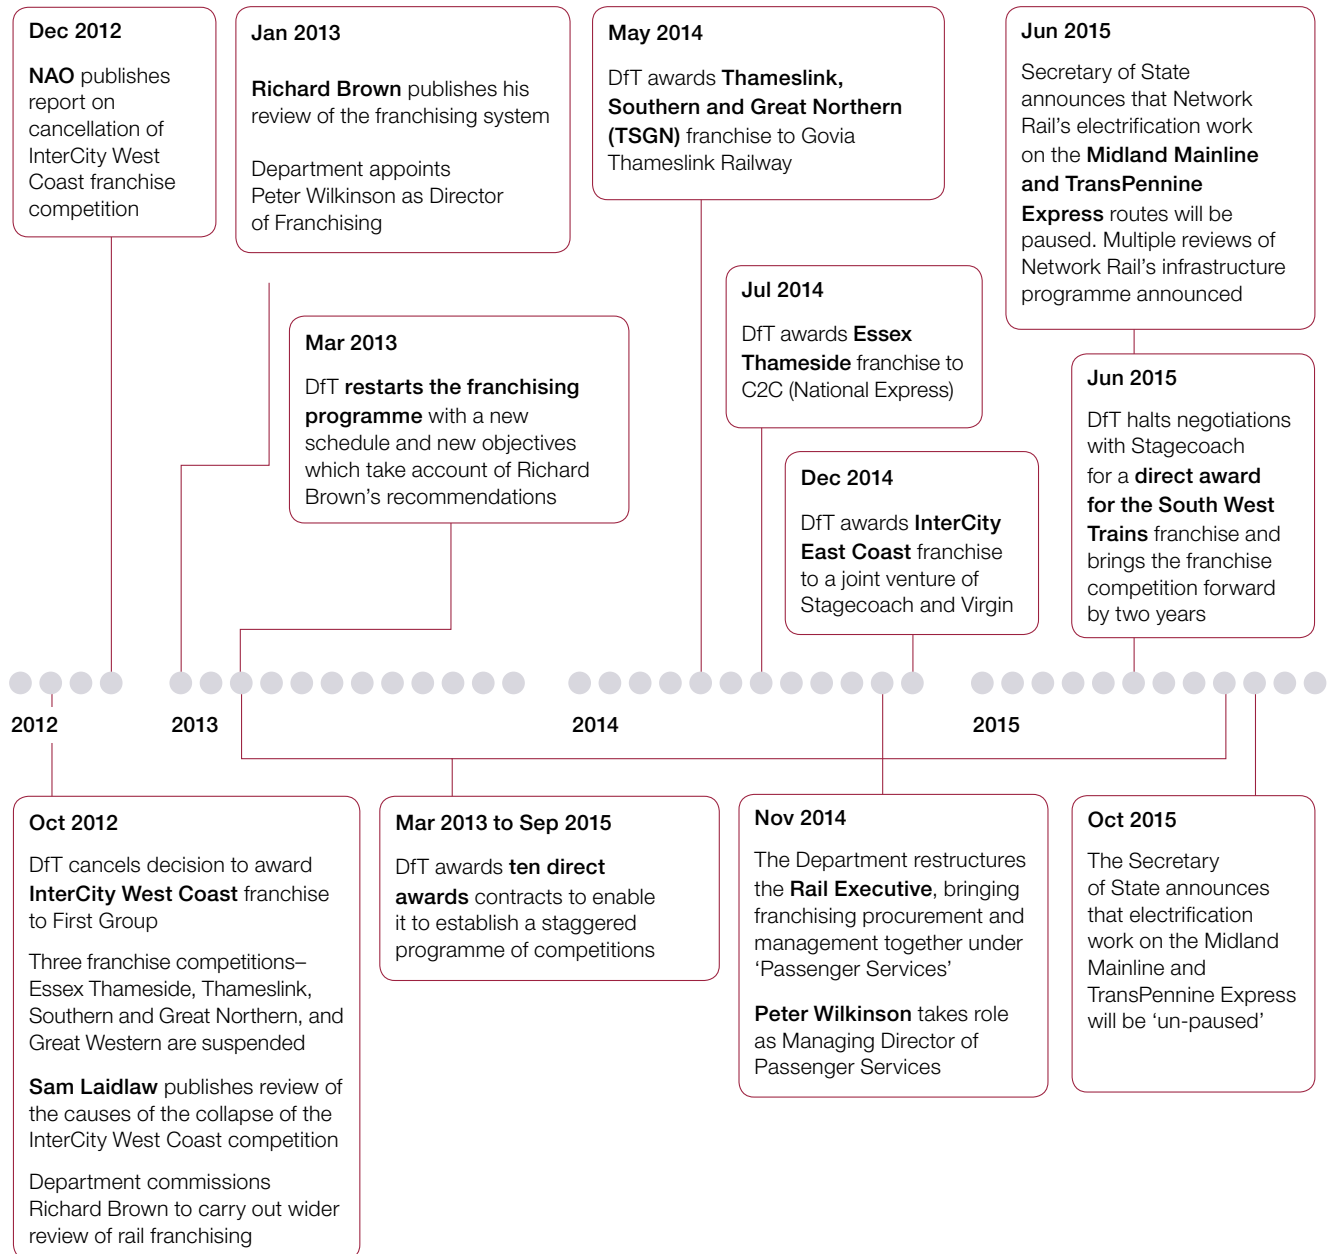 Dec 2012
NAO publishes
report on
cancellation of
InterCity West
Coast franchise
competition
Jan 2013
Richard Brown publishes his
review of the franchising system
Department appoints
Peter Wilkinson as Director
of Franchising
Mar 2013
DfT restarts the franchising
programme with a new
schedule and new objectives
which take account of Richard
Brown's recommendations
May 2014
DfT awards Thameslink,
Southern and Great Northern
(TSGN) franchise to Govia
Thameslink Railway
Jul 2014
DfT awards Essex
Thameside franchise to
C2C (National Express)
Dec 2014
DfT awards InterCity
East Coast franchise
to a joint venture of
Stagecoach and Virgin
Jun 2015
Secretary of State
announces that Network
Rail's electrification work
on the Midland Mainline
and TransPennine
Express routes will be
paused. Multiple reviews of
Network Rail's infrastructure
programme announced
Jun 2015
DfT halts negotiations
with Stagecoach
for a direct award
for the South West
Trains franchise and
brings the franchise
competition forward
by two years
2012
2013
2014
2015
Oct 2012
DfT cancels decision to award
InterCity West Coast franchise
to First Group
Three franchise competitions–
Essex Thameside, Thameslink,
Southern and Great Northern, and
Great Western are suspended
Sam Laidlaw publishes review of
the causes of the collapse of the
InterCity West Coast competition
Department commissions
Richard Brown to carry out wider
review of rail franchising
Mar 2013 to Sep 2015
DfT awards ten direct
awards contracts to enable
it to establish a staggered
programme of competitions
Nov 2014
The Department restructures
the Rail Executive, bringing
franchising procurement and
management together under
‘Passenger Services’
Peter Wilkinson takes role
as Managing Director of
Passenger Services
Oct 2015
The Secretary
of State announces
that electrification
work on the Midland
Mainline and
TransPennine Express
will be ‘un-paused’